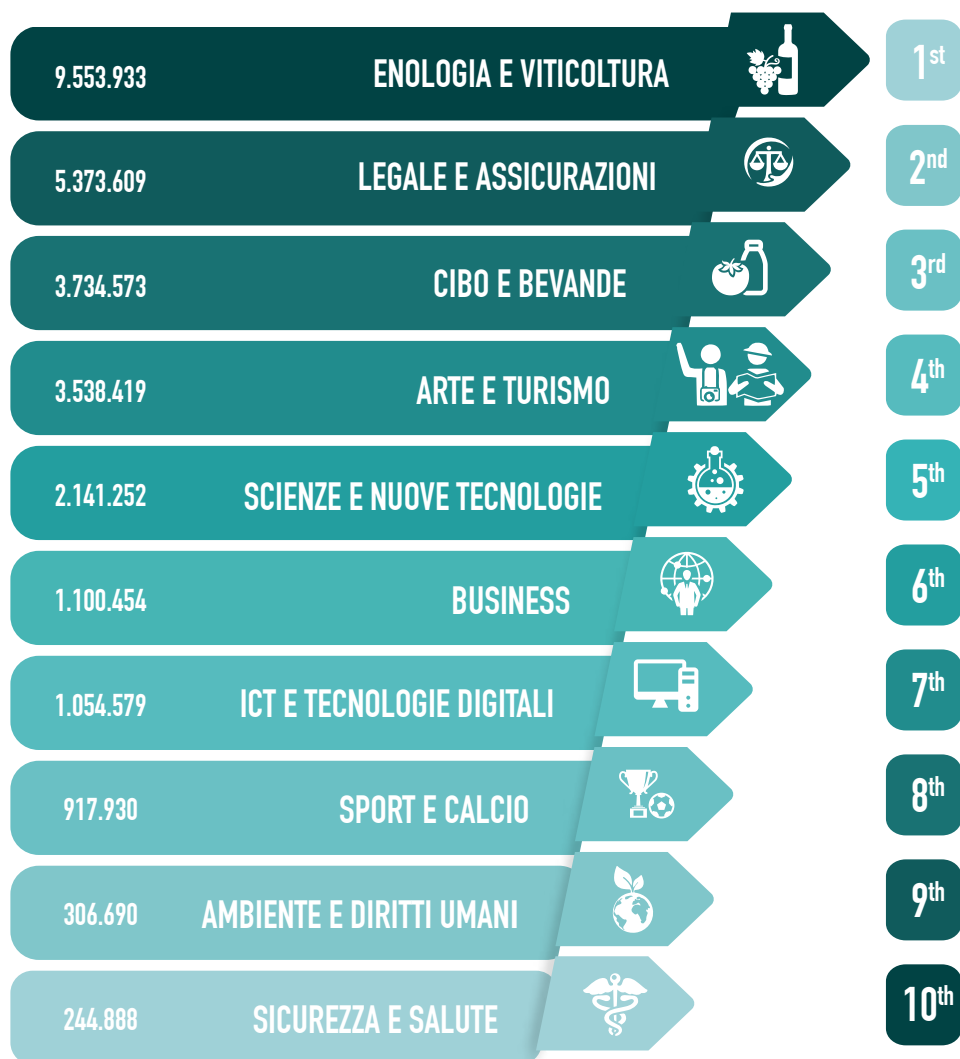 9.553.933 ENOLOGIA E VITICOLTURA 1st
5.373.609 LEGALE E ASSICURAZIONI 2nd
3.734.573 CIBO E BEVANDE 3rd
3.538.419 ARTE E TURISMO 4th
2.141.252 SCIENZE E NUOVE TECNOLOGIE 5th
1.100.454 BUSINESS 6th
1.054.579 ICT E TECNOLOGIE DIGITALI 7th
917.930 SPORT E CALCIO 8th
306.690 AMBIENTE E DIRITTI UMANI 9th
244.888 SICUREZZA E SALUTE 10th